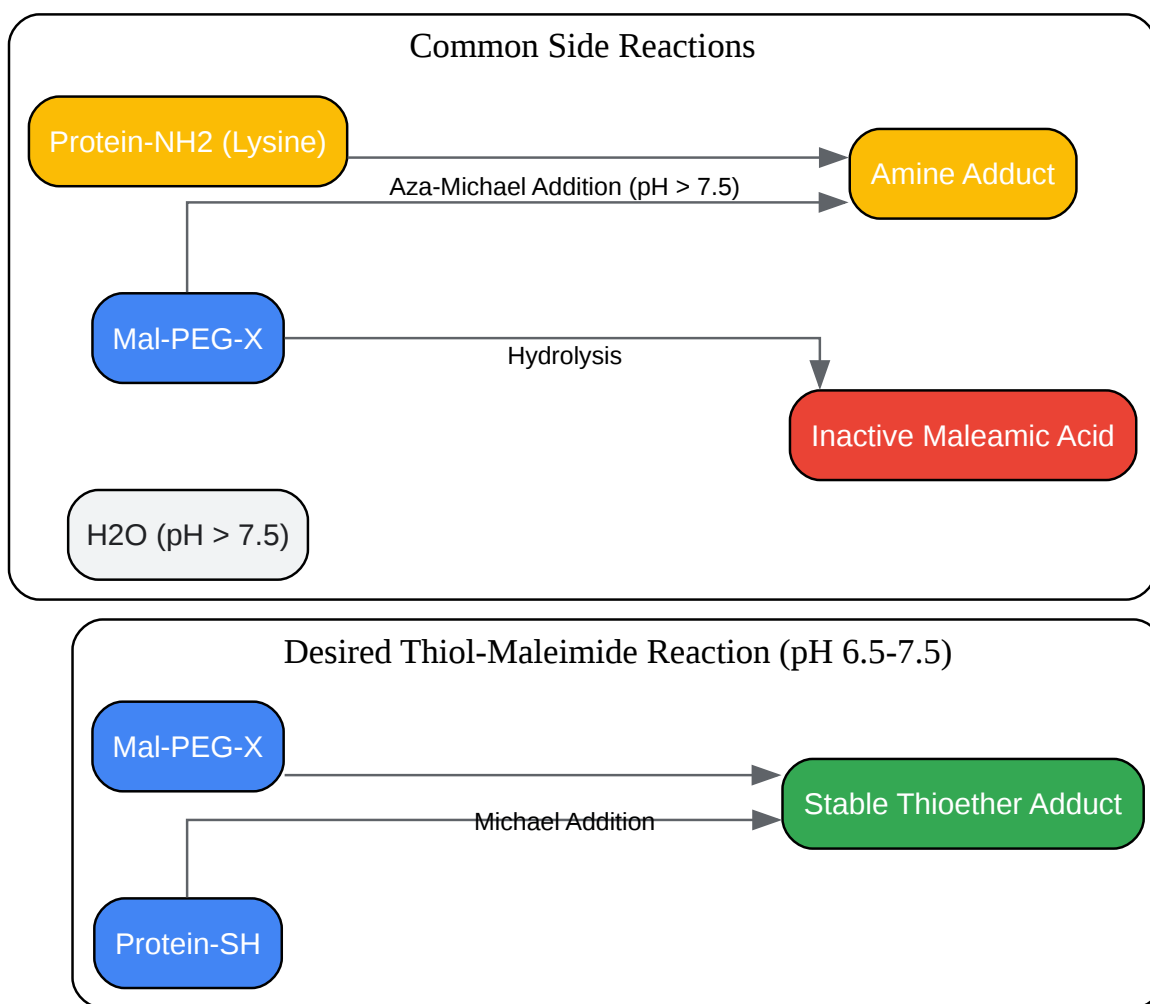 Common Side Reactions
Protein-NH2 (Lysine)
Amine Adduct
Aza-Michael Addition (pH > 7.5)
Mal-PEG-X
Hydrolysis
Inactive Maleamic Acid
H2O (pH > 7.5)
Desired Thiol-Maleimide Reaction (pH 6.5-7.5)
Mal-PEG-X
Stable Thioether Adduct
Michael Addition
Protein-SH